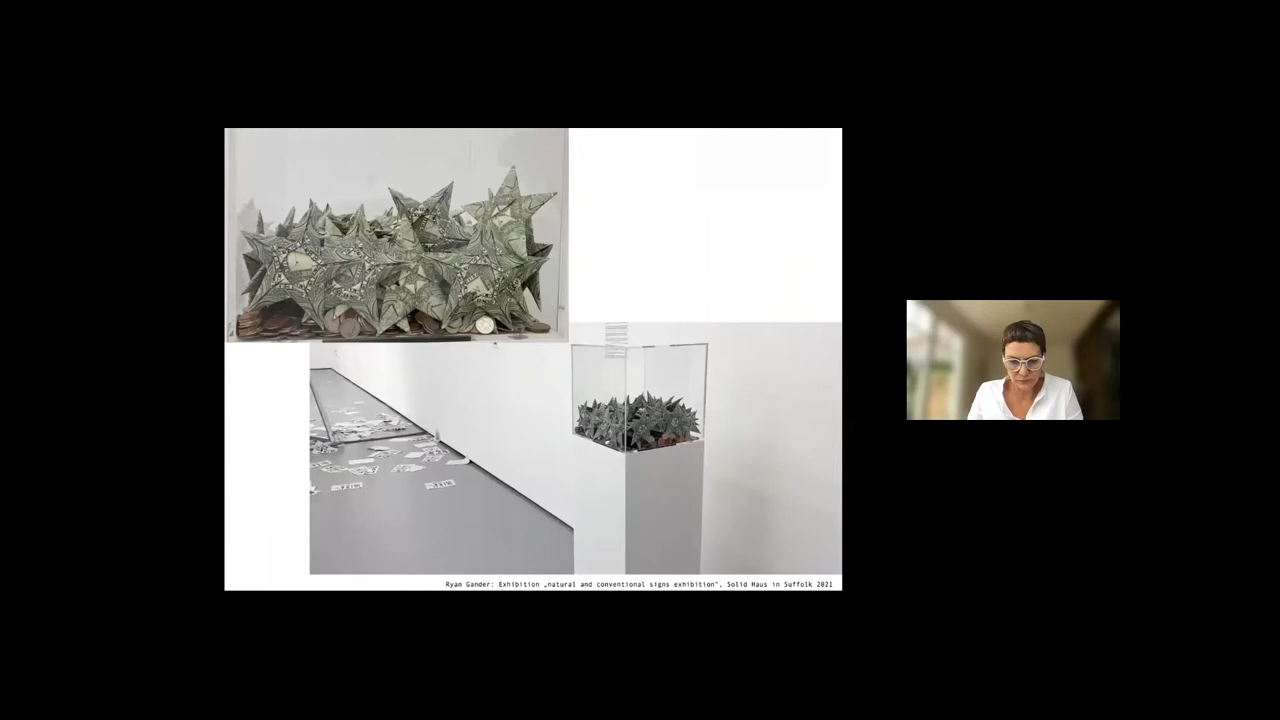 Ryan Gander: Exhibition „natural and conventional signs exhibition", Solid Haus in Suffolk 2021